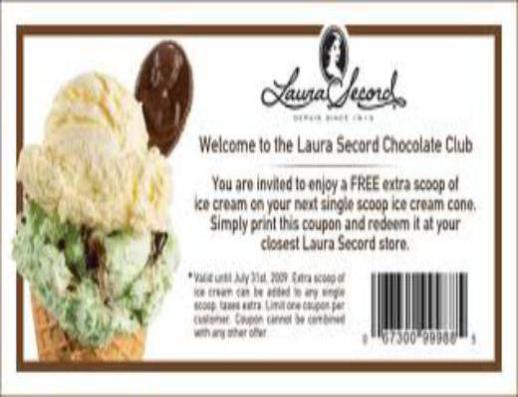 Laura Secord
DEPUIS SINCE 1913
Welcome to the Laura Secord Chocolate Club
You are invited to enjoy a FREE extra scoop of
ice cream on your next single scoop ice cream cone.
Simply print this coupon and redeem it at your
closest Laura Secord store.
*Valid until July 31st, 2009. Extra scoop of
ice cream can be added to any single
scoop, taxes extra. Limit one coupon per
customer. Coupon cannot be combined
with any other offer.
0 67300 99988 5